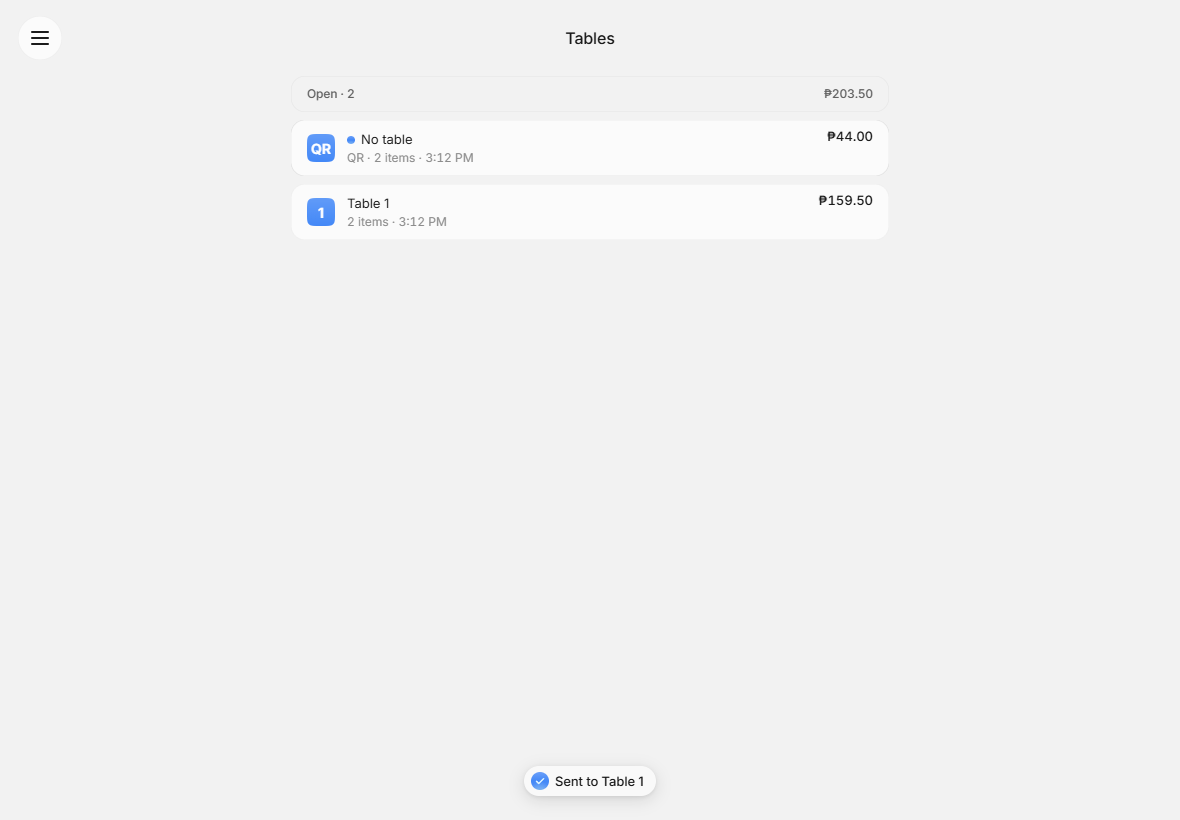 Tables
Open · 2 ₱203.50
QR No table ₱44.00
QR · 2 items · 3:12 PM
1 Table 1 ₱159.50
2 items · 3:12 PM
Sent to Table 1